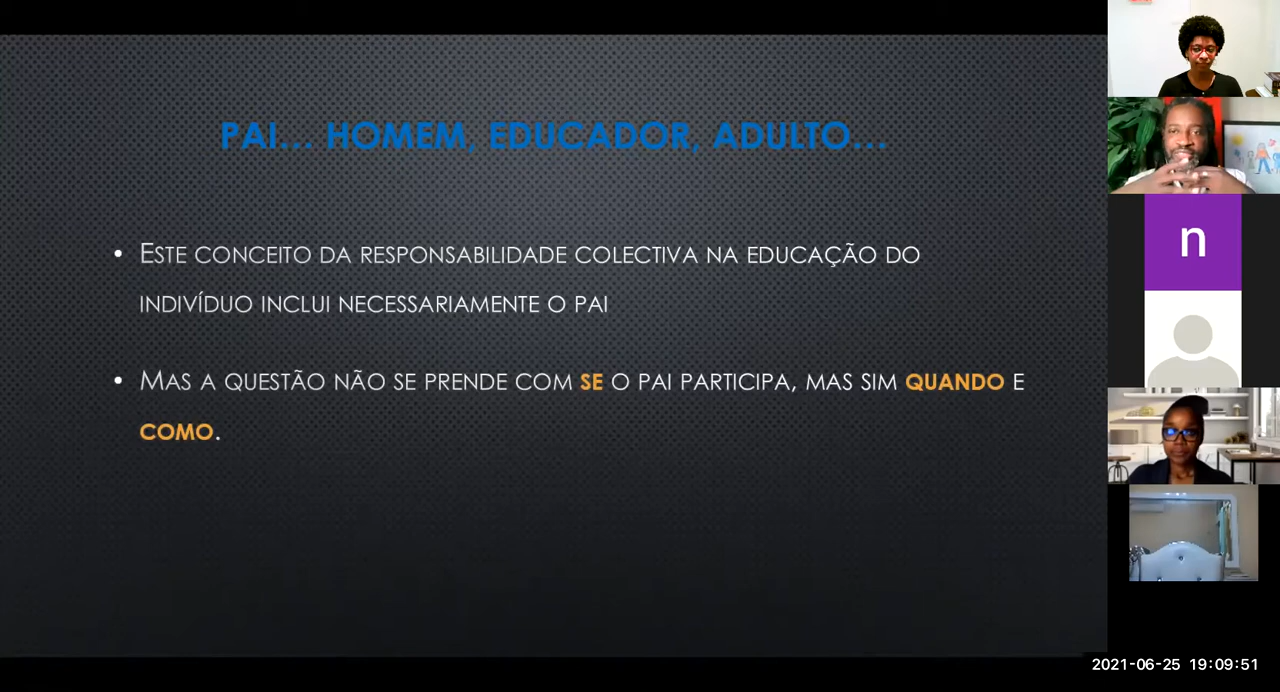 PAI... HOMEM, EDUCADOR, ADULTO...
• ESTE CONCEITO DA RESPONSABILIDADE COLECTIVA NA EDUCAÇÃO DO
INDIVÍDUO INCLUI NECESSARIAMENTE O PAI
• MAS A QUESTÃO NÃO SE PRENDE COM SE O PAI PARTICIPA, MAS SIM QUANDO E
COMO.
n
2021-06-25 19:09:51